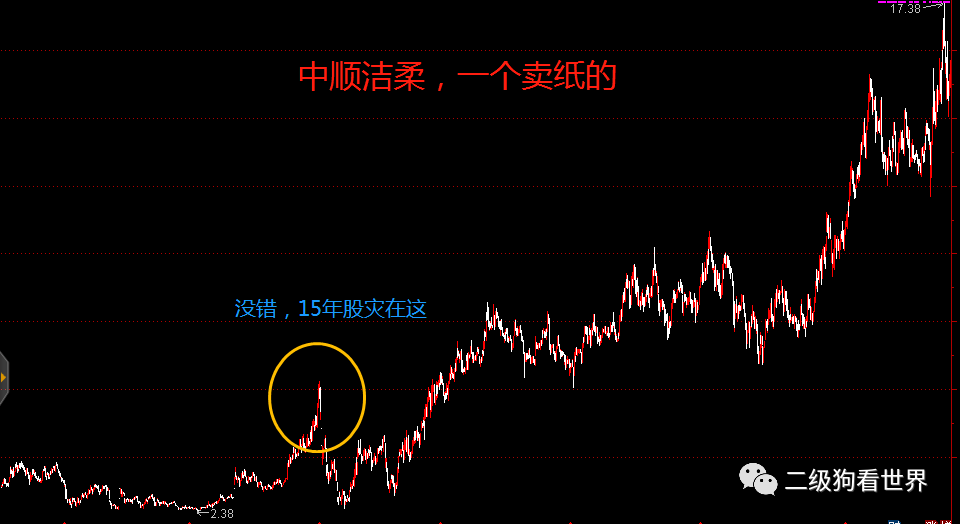 17.38
中顺洁柔，一个卖纸的
没错，15年股灾在这
二级狗看世界
2.38